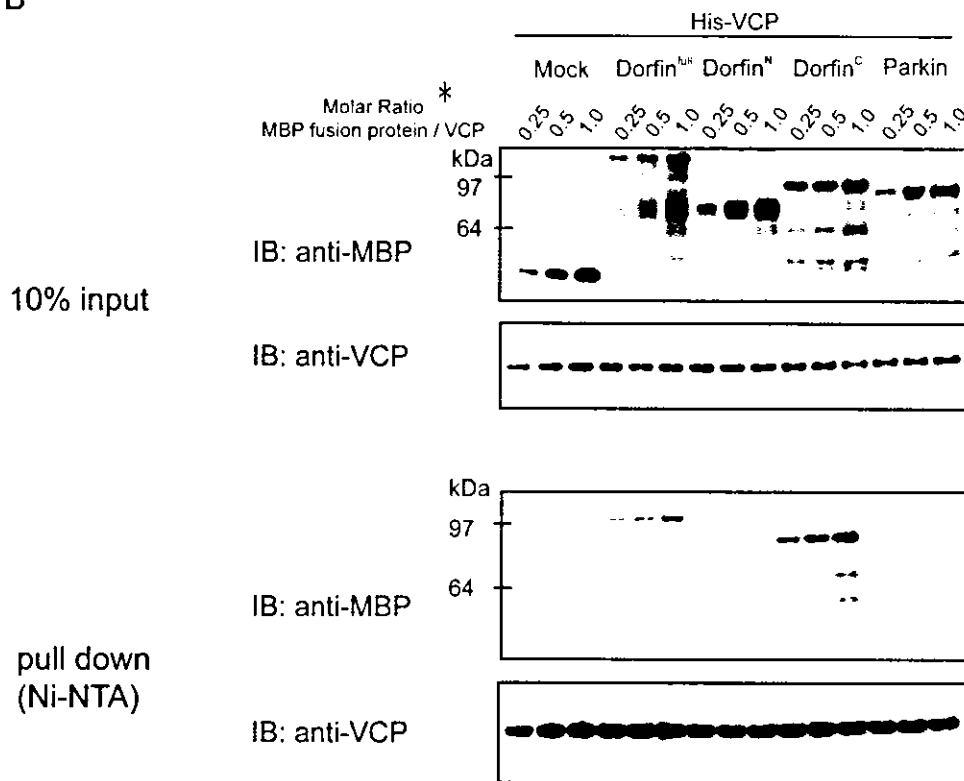 B
His-VCP
Mock Dorfin^full Dorfin^N Dorfin^C Parkin
Molar Ratio *
MBP fusion protein / VCP
0.25 0.5 1.0 0.25 0.5 1.0 0.25 0.5 1.0 0.25 0.5 1.0 0.25 0.5 1.0
kDa
97
64
IB: anti-MBP
10% input
IB: anti-VCP
kDa
97
64
IB: anti-MBP
pull down
(Ni-NTA)
IB: anti-VCP